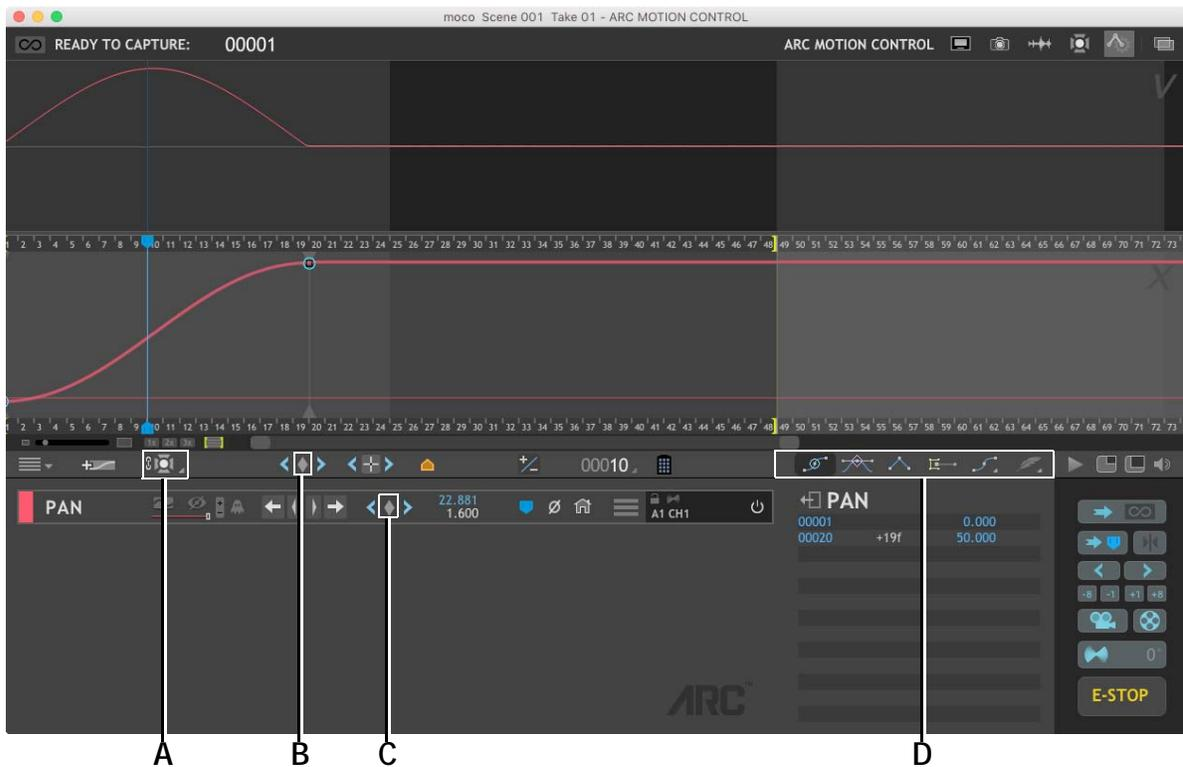 moco Scene 001 Take 01 - ARC MOTION CONTROL
READY TO CAPTURE: 00001 ARC MOTION CONTROL
V
1 2 3 4 5 6 7 8 9 10 11 12 13 14 15 16 17 18 19 20 21 22 23 24 25 26 27 28 29 30 31 32 33 34 35 36 37 38 39 40 41 42 43 44 45 46 47 48 49 50 51 52 53 54 55 56 57 58 59 60 61 62 63 64 65 66 67 68 69 70 71 72 73
X
1 2 3 4 5 6 7 8 9 10 11 12 13 14 15 16 17 18 19 20 21 22 23 24 25 26 27 28 29 30 31 32 33 34 35 36 37 38 39 40 41 42 43 44 45 46 47 48 49 50 51 52 53 54 55 56 57 58 59 60 61 62 63 64 65 66 67 68 69 70 71 72 73
1x 2x 3x
00010
PAN 22.881
1.600
A1 CH1
PAN
00001 0.000
00020 +19f 50.000
-8 -1 +1 +8
0°
E-STOP
ARC™
A B C D